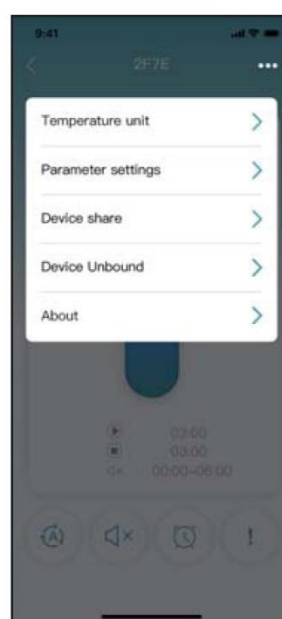 9:41
2F7E
Temperature unit
Parameter settings
Device share
Device Unbound
About
03:00
03:00
00:00-06:00
A
!